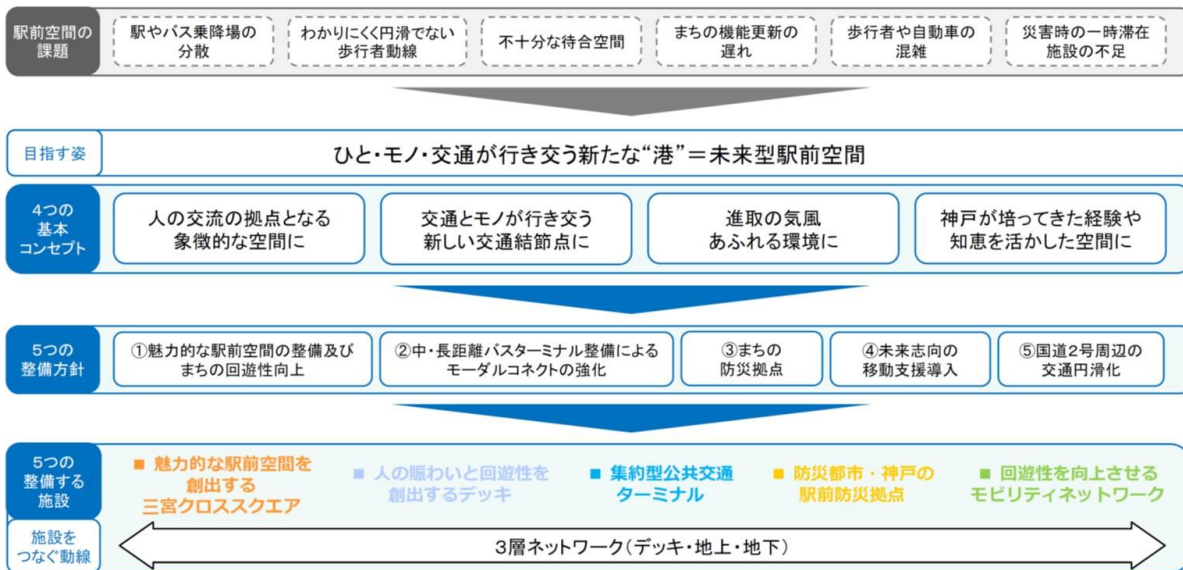 駅前空間の
課題
駅やバス乗降場の
分散
わかりにくく円滑でない
歩行者動線
不十分な待合空間
まちの機能更新の
遅れ
歩行者や自動車の
混雑
災害時の一時滞在
施設の不足
目指す姿
ひと・モノ・交通が行き交う新たな“港”＝未来型駅前空間
4つの
基本
コンセプト
人の交流の拠点となる
象徴的な空間に
交通とモノが行き交う
新しい交通結節点に
進取の気風
あふれる環境に
神戸が培ってきた経験や
知恵を活かした空間に
5つの
整備方針
①魅力的な駅前空間の整備及び
まちの回遊性向上
②中・長距離バスターミナル整備による
モーダルコネクトの強化
③まちの
防災拠点
④未来志向の
移動支援導入
⑤国道2号周辺の
交通円滑化
5つの
整備する
施設
■ 魅力的な駅前空間を
創出する
三宮クロススクエア
■ 人の賑わいと回遊性を
創出するデッキ
■ 集約型公共交通
ターミナル
■ 防災都市・神戸の
駅前防災拠点
■ 回遊性を向上させる
モビリティネットワーク
施設を
つなぐ動線
3層ネットワーク（デッキ・地上・地下）